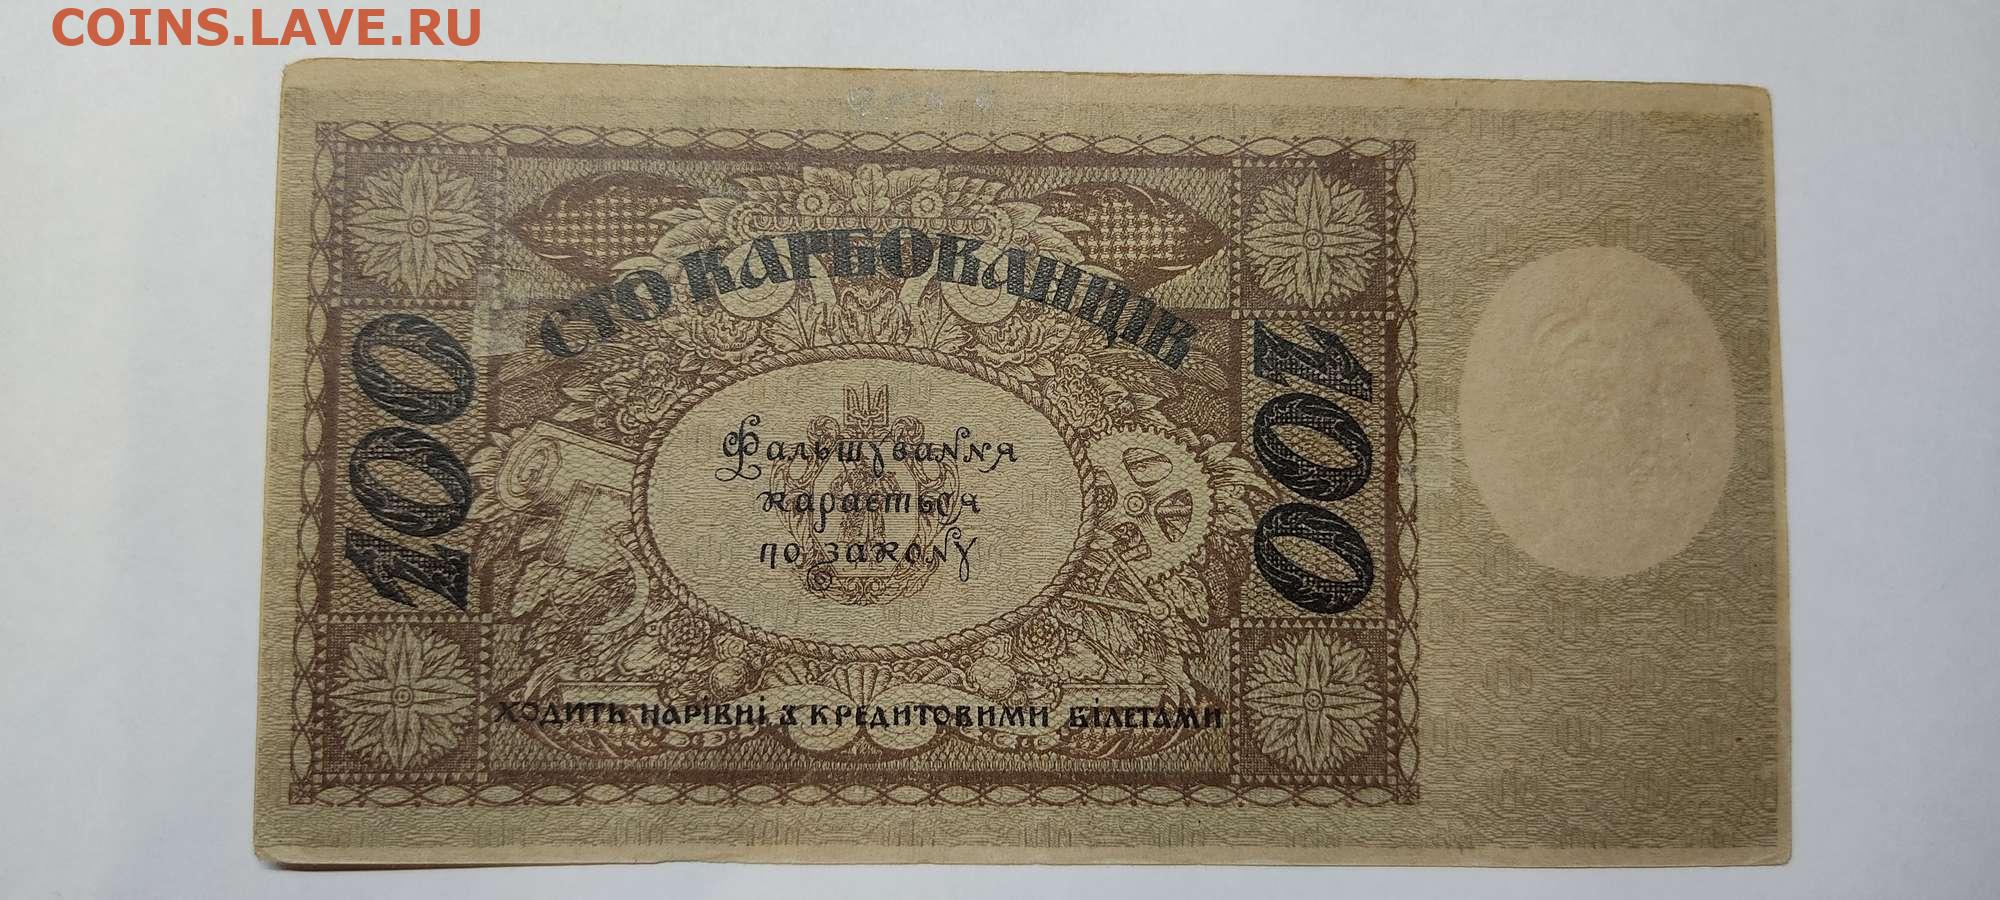 COINS.LAVE.RU
СТО КАРБОВАНЦІВ
100
100
Фальшування
карається
по закону
ХОДИТЬ НАРІВНІ З КРЕДИТОВИМИ БІЛЕТАМИ